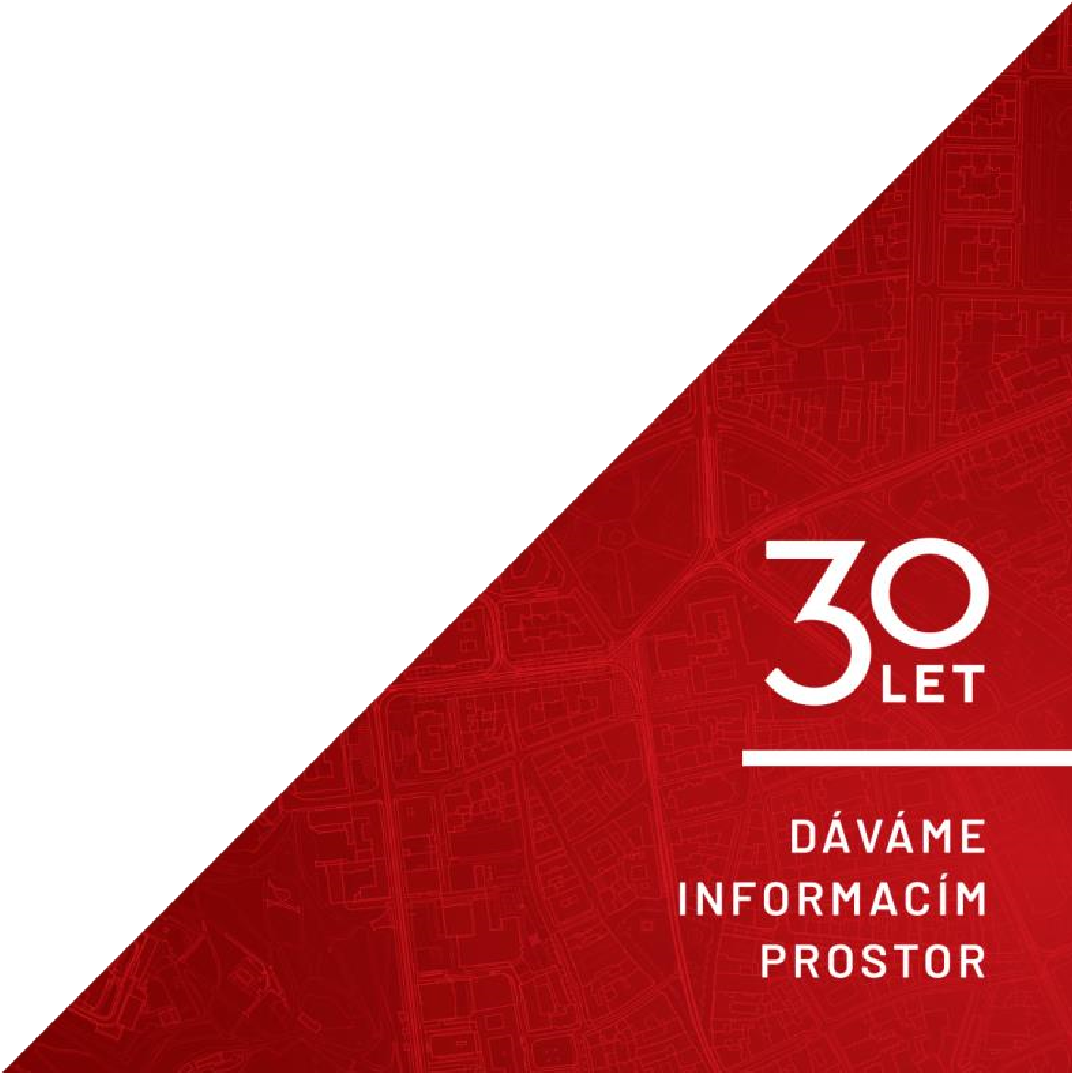 30
LET
DÁVÁME
INFORMACÍM
PROSTOR